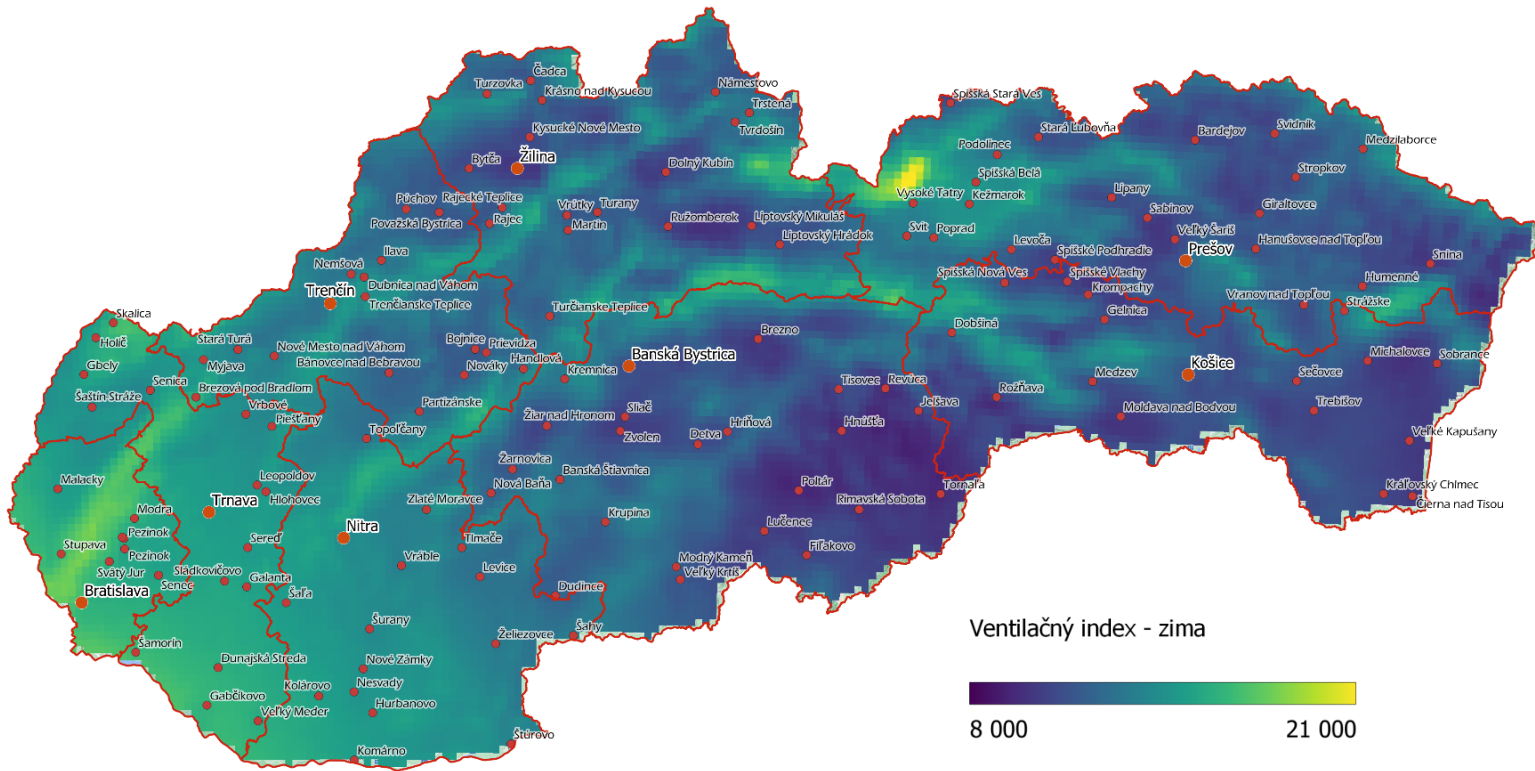 Čadca
Turzovka
Krásno nad Kysucou
Námestovo
Trstená
Tvrdošín
Spišská Stará Ves
Stará Ľubovňa
Podolínec
Bardejov
Svidník
Medzilaborce
Stropkov
Kysucké Nové Mesto
Bytča
Žilina
Dolný Kubín
Spišská Belá
Vysoké Tatry
Kežmarok
Lipany
Sabinov
Giraltovce
Púchov
Rajecké Teplice
Považská Bystrica
Rajec
Vrútky
Turany
Martin
Ružomberok
Liptovský Mikuláš
Liptovský Hrádok
Svit
Poprad
Levoča
Spišské Podhradie
Veľký Šariš
Prešov
Hanušovce nad Topľou
Snina
Ilava
Nemšová
Dubnica nad Váhom
Trenčín
Trenčianske Teplice
Spišská Nová Ves
Spišské Vlachy
Krompachy
Humenné
Vranov nad Topľou
Strážske
Turčianske Teplice
Gelnica
Skalica
Holíč
Stará Turá
Nové Mesto nad Váhom
Bojnice
Prievidza
Handlová
Brezno
Dobšiná
Gbely
Myjava
Bánovce nad Bebravou
Nováky
Kremnica
Banská Bystrica
Michalovce
Sobrance
Senica
Brezová pod Bradlom
Šaštín-Stráže
Vrbové
Piešťany
Partizánske
Topoľčany
Tisovec
Revúca
Jelšava
Rožňava
Medzev
Košice
Sečovce
Trebišov
Moldava nad Bodvou
Žiar nad Hronom
Sliač
Zvolen
Hriňová
Detva
Hnúšťa
Veľké Kapušany
Malacky
Leopoldov
Hlohovec
Žarnovica
Nová Baňa
Banská Štiavnica
Poltár
Rimavská Sobota
Tornaľa
Kráľovský Chlmec
Čierna nad Tisou
Modra
Trnava
Zlaté Moravce
Krupina
Lučenec
Fiľakovo
Stupava
Pezinok
Pezinok
Svätý Jur
Senec
Sereď
Nitra
Sládkovičovo
Galanta
Šaľa
Vráble
Tlmače
Levice
Dudince
Modrý Kameň
Veľký Krtíš
Bratislava
Šamorín
Šurany
Želiezovce
Šahy
Dunajská Streda
Nové Zámky
Gabčíkovo
Kolárovo
Nesvady
Veľký Meder
Hurbanovo
Komárno
Štúrovo
Ventilačný index - zima
8 000
21 000